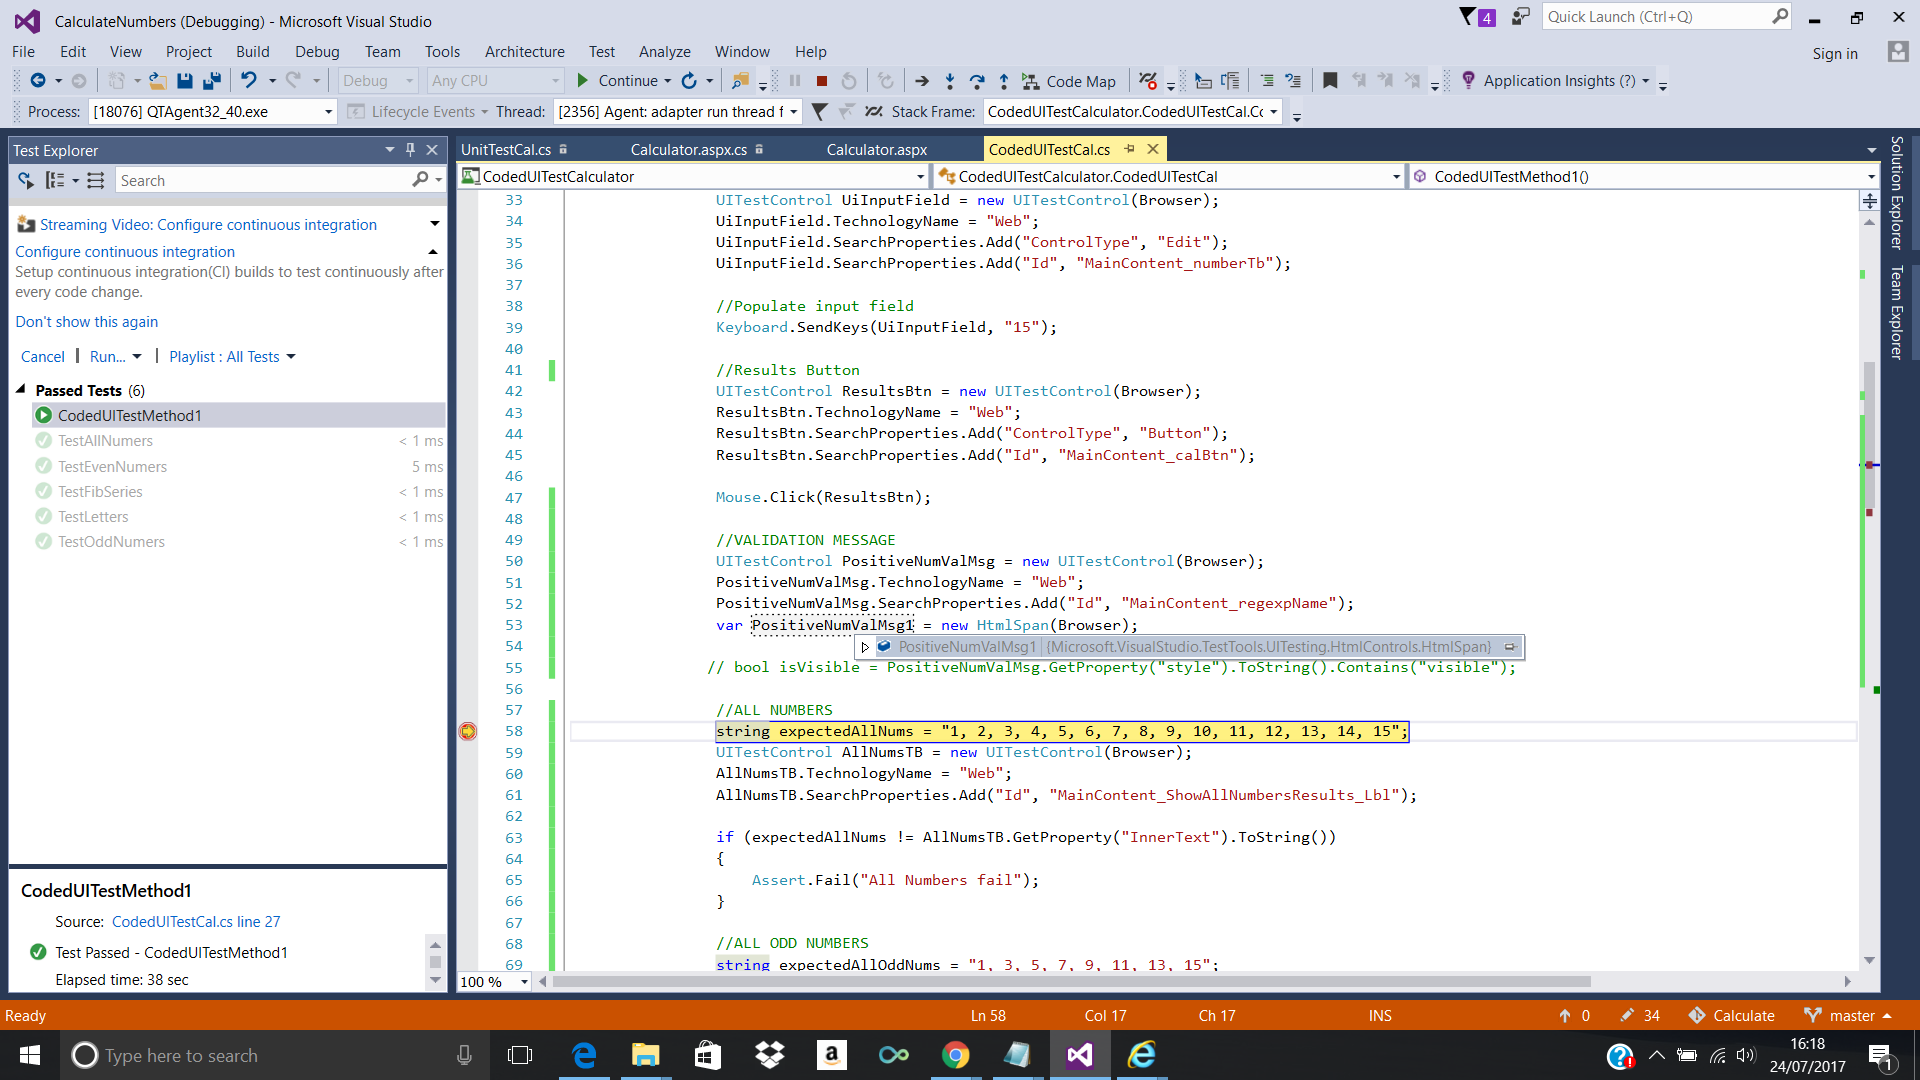 CalculateNumbers (Debugging) - Microsoft Visual Studio
4
Quick Launch (Ctrl+Q)
File Edit View Project Build Debug Team Tools Architecture Test Analyze Window Help
Sign in
Debug Any CPU Continue Code Map Application Insights (?)
Process: [18076] QTAgent32_40.exe Lifecycle Events Thread: [2356] Agent: adapter run thread f Stack Frame: CodedUITestCalculator.CodedUITestCal.Cc
Test Explorer
Search
Streaming Video: Configure continuous integration
Configure continuous integration
Setup continuous integration(CI) builds to test continuously after
every code change.
Don't show this again
Cancel | Run... | Playlist : All Tests
Passed Tests (6)
CodedUITestMethod1
TestAllNumers < 1 ms
TestEvenNumers 5 ms
TestFibSeries < 1 ms
TestLetters < 1 ms
TestOddNumers < 1 ms
CodedUITestMethod1
Source: CodedUITestCal.cs line 27
Test Passed - CodedUITestMethod1
Elapsed time: 38 sec
UnitTestCal.cs Calculator.aspx.cs Calculator.aspx CodedUITestCal.cs
CodedUITestCalculator CodedUITestCalculator.CodedUITestCal CodedUITestMethod1()
33 UITestControl UiInputField = new UITestControl(Browser);
34 UiInputField.TechnologyName = "Web";
35 UiInputField.SearchProperties.Add("ControlType", "Edit");
36 UiInputField.SearchProperties.Add("Id", "MainContent_numberTb");
37
38 //Populate input field
39 Keyboard.SendKeys(UiInputField, "15");
40
41 //Results Button
42 UITestControl ResultsBtn = new UITestControl(Browser);
43 ResultsBtn.TechnologyName = "Web";
44 ResultsBtn.SearchProperties.Add("ControlType", "Button");
45 ResultsBtn.SearchProperties.Add("Id", "MainContent_calBtn");
46
47 Mouse.Click(ResultsBtn);
48
49 //VALIDATION MESSAGE
50 UITestControl PositiveNumValMsg = new UITestControl(Browser);
51 PositiveNumValMsg.TechnologyName = "Web";
52 PositiveNumValMsg.SearchProperties.Add("Id", "MainContent_regexpName");
53 var PositiveNumValMsg1 = new HtmlSpan(Browser);
54 PositiveNumValMsg1 {Microsoft.VisualStudio.TestTools.UITesting.HtmlControls.HtmlSpan}
55 // bool isVisible = PositiveNumValMsg.GetProperty("style").ToString().Contains("visible");
56
57 //ALL NUMBERS
58 string expectedAllNums = "1, 2, 3, 4, 5, 6, 7, 8, 9, 10, 11, 12, 13, 14, 15";
59 UITestControl AllNumsTB = new UITestControl(Browser);
60 AllNumsTB.TechnologyName = "Web";
61 AllNumsTB.SearchProperties.Add("Id", "MainContent_ShowAllNumbersResults_Lbl");
62
63 if (expectedAllNums != AllNumsTB.GetProperty("InnerText").ToString())
64 {
65 Assert.Fail("All Numbers fail");
66 }
67
68 //ALL ODD NUMBERS
69 string expectedAllOddNums = "1, 3, 5, 7, 9, 11, 13, 15";
100 %
Solution Explorer
Team Explorer
Ready Ln 58 Col 17 Ch 17 INS 0 34 Calculate master
Type here to search
16:18
24/07/2017
1